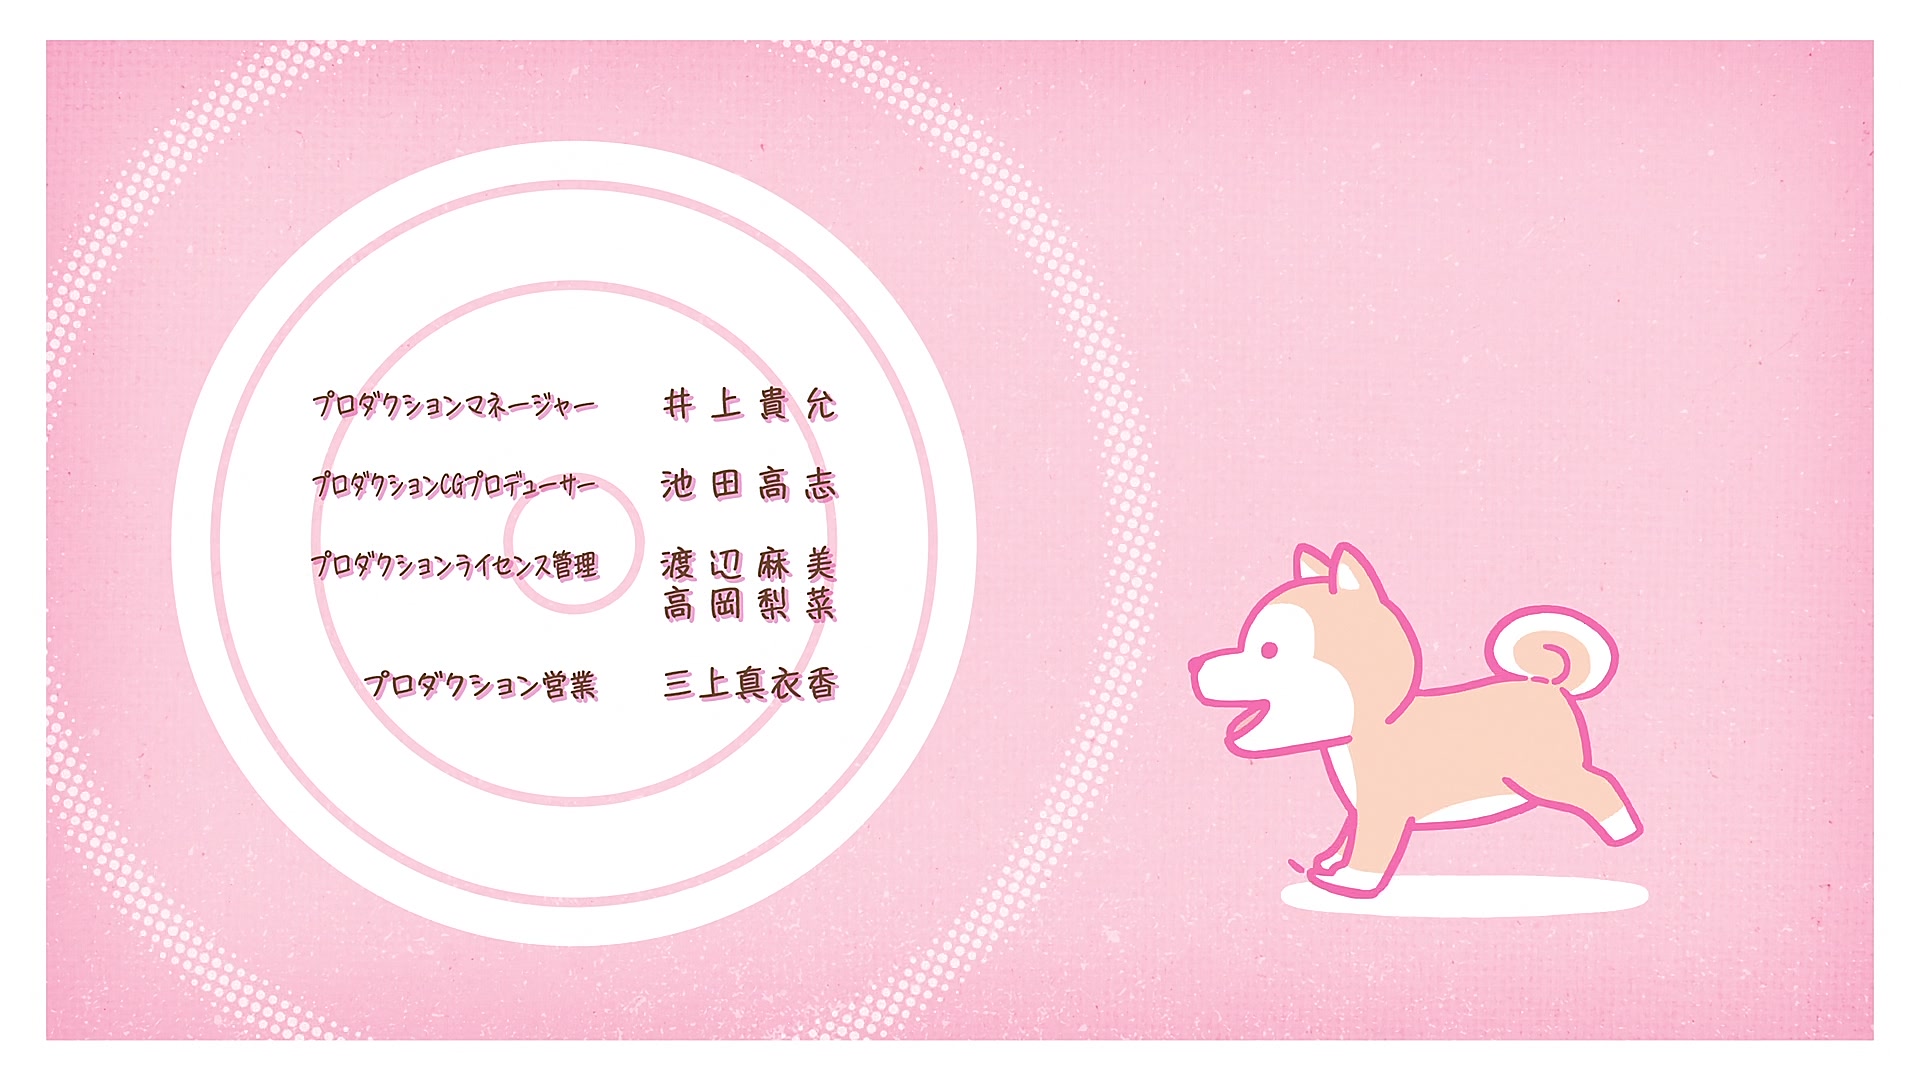 プロダクションマネージャー 井上貴允
プロダクションCGプロデューサー 池田高志
プロダクションライセンス管理 渡辺麻美
高岡梨菜
プロダクション営業 三上真衣香